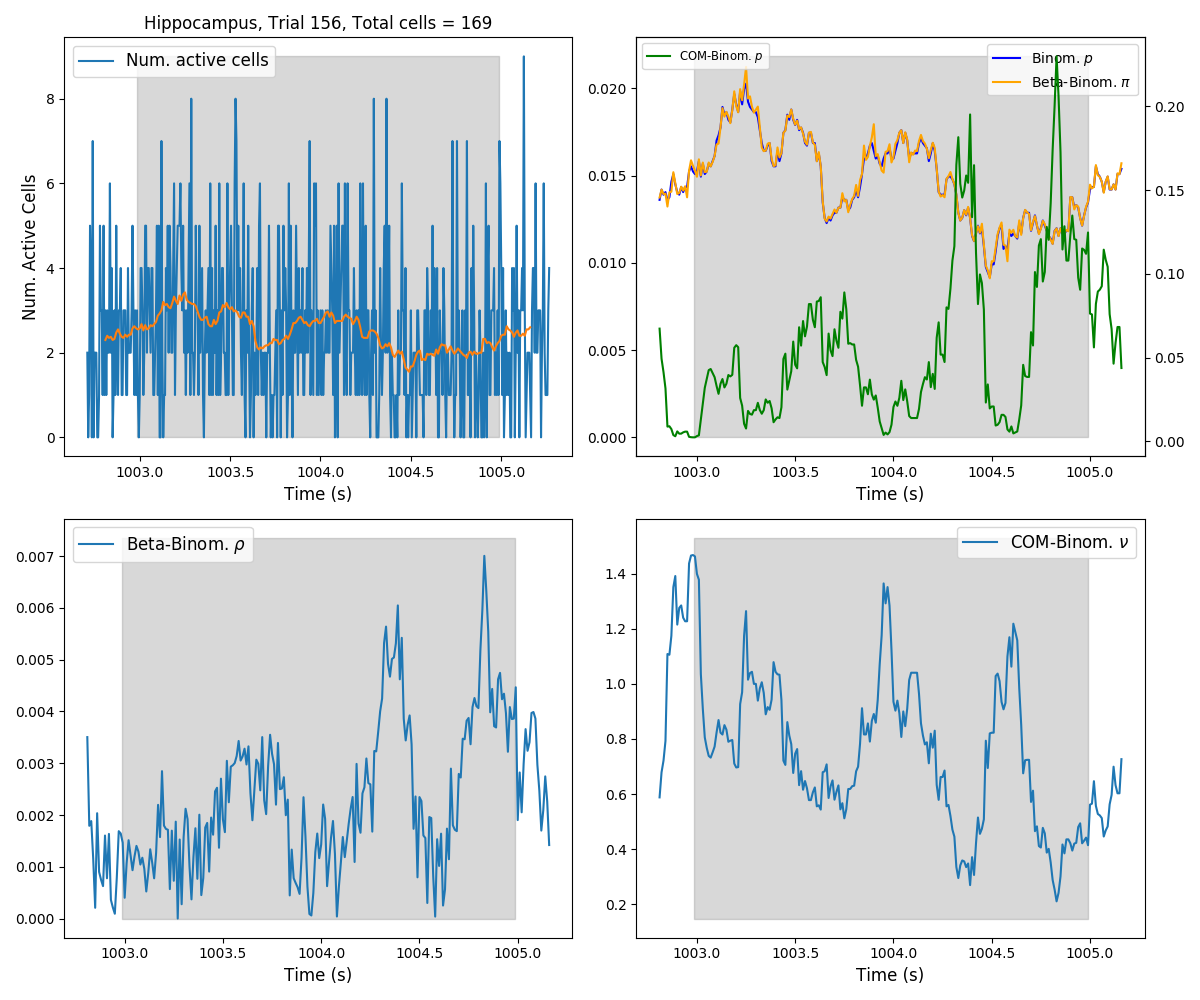 Hippocampus, Trial 156, Total cells = 169
Num. active cells
Num. Active Cells
8
6
4
2
0
1003.0 1003.5 1004.0 1004.5 1005.0
Time (s)
COM-Binom. p
Binom. p
Beta-Binom. π
0.020
0.015
0.010
0.005
0.000
0.20
0.15
0.10
0.05
0.00
1003.0 1003.5 1004.0 1004.5 1005.0
Time (s)
Beta-Binom. ρ
0.007
0.006
0.005
0.004
0.003
0.002
0.001
0.000
1003.0 1003.5 1004.0 1004.5 1005.0
Time (s)
COM-Binom. ν
1.4
1.2
1.0
0.8
0.6
0.4
0.2
1003.0 1003.5 1004.0 1004.5 1005.0
Time (s)